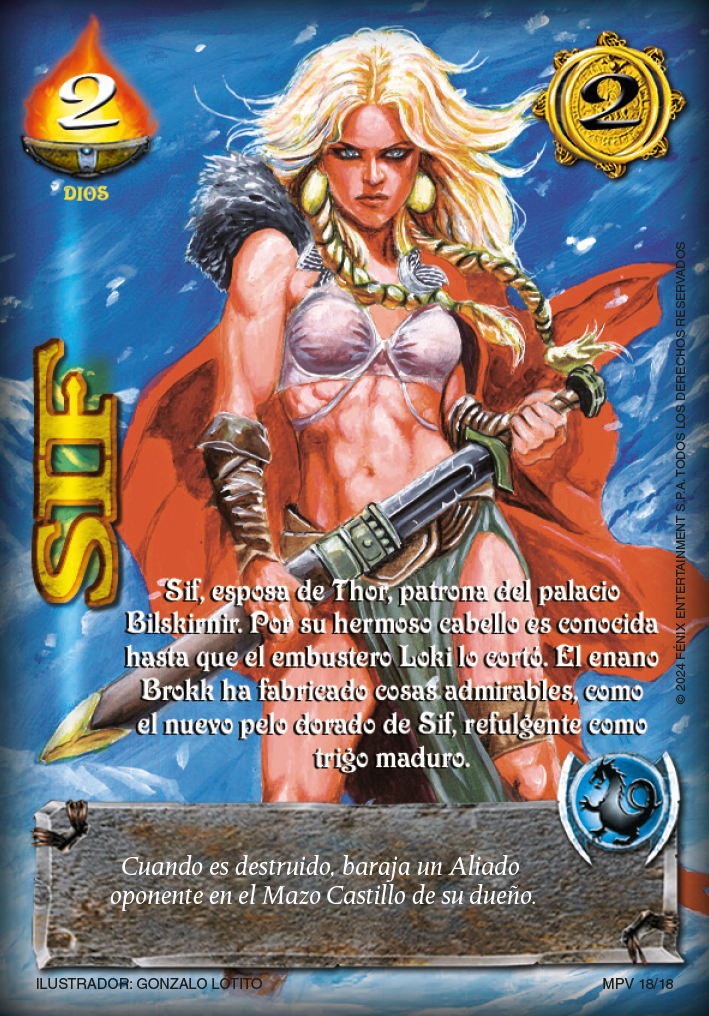 2
2
DIOS
SIF
© 2024 FÉNIX ENTERTAINMENT S.P.A. TODOS LOS DERECHOS RESERVADOS
Sif, esposa de Thor, patrona del palacio
Bilskirnir. Por su hermoso cabello es conocida
hasta que el embustero Loki lo cortó. El enano
Brokk ha fabricado cosas admirables, como
el nuevo pelo dorado de Sif, refulgente como
trigo maduro.
Cuando es destruido, baraja un Aliado
oponente en el Mazo Castillo de su dueño.
ILUSTRADOR: GONZALO LOTITO
MPV 18/18